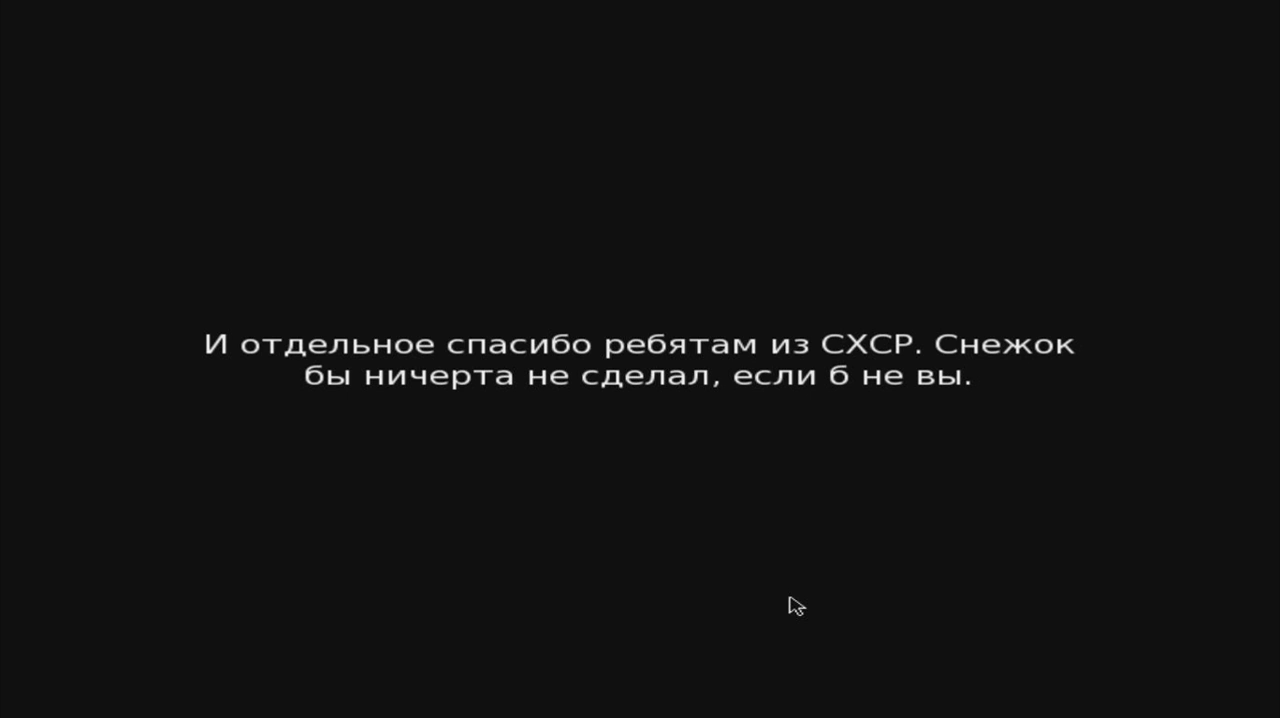 И отдельное спасибо ребятам из СХСР. Снежок
бы ничерта не сделал, если б не вы.